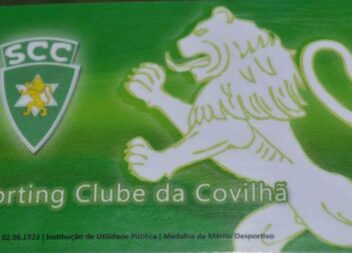 SCC
orting Clube da Covilhã
02.06.1923 | Instituição de Utilidade Pública | Medalha de Mérito Desportivo